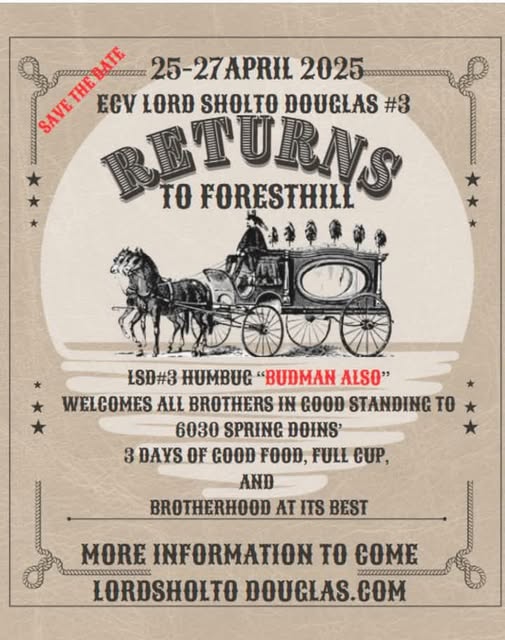 SAVE THE DATE
25-27 APRIL 2025
ECV LORD SHOLTO DOUGLAS #3
RETURNS
TO FORESTHILL
LSD#3 HUMBUG “BUDMAN ALSO”
WELCOMES ALL BROTHERS IN GOOD STANDING TO
6030 SPRING DOINS’
3 DAYS OF GOOD FOOD, FULL CUP,
AND
BROTHERHOOD AT ITS BEST
MORE INFORMATION TO COME
LORDSHOLTO DOUGLAS.COM